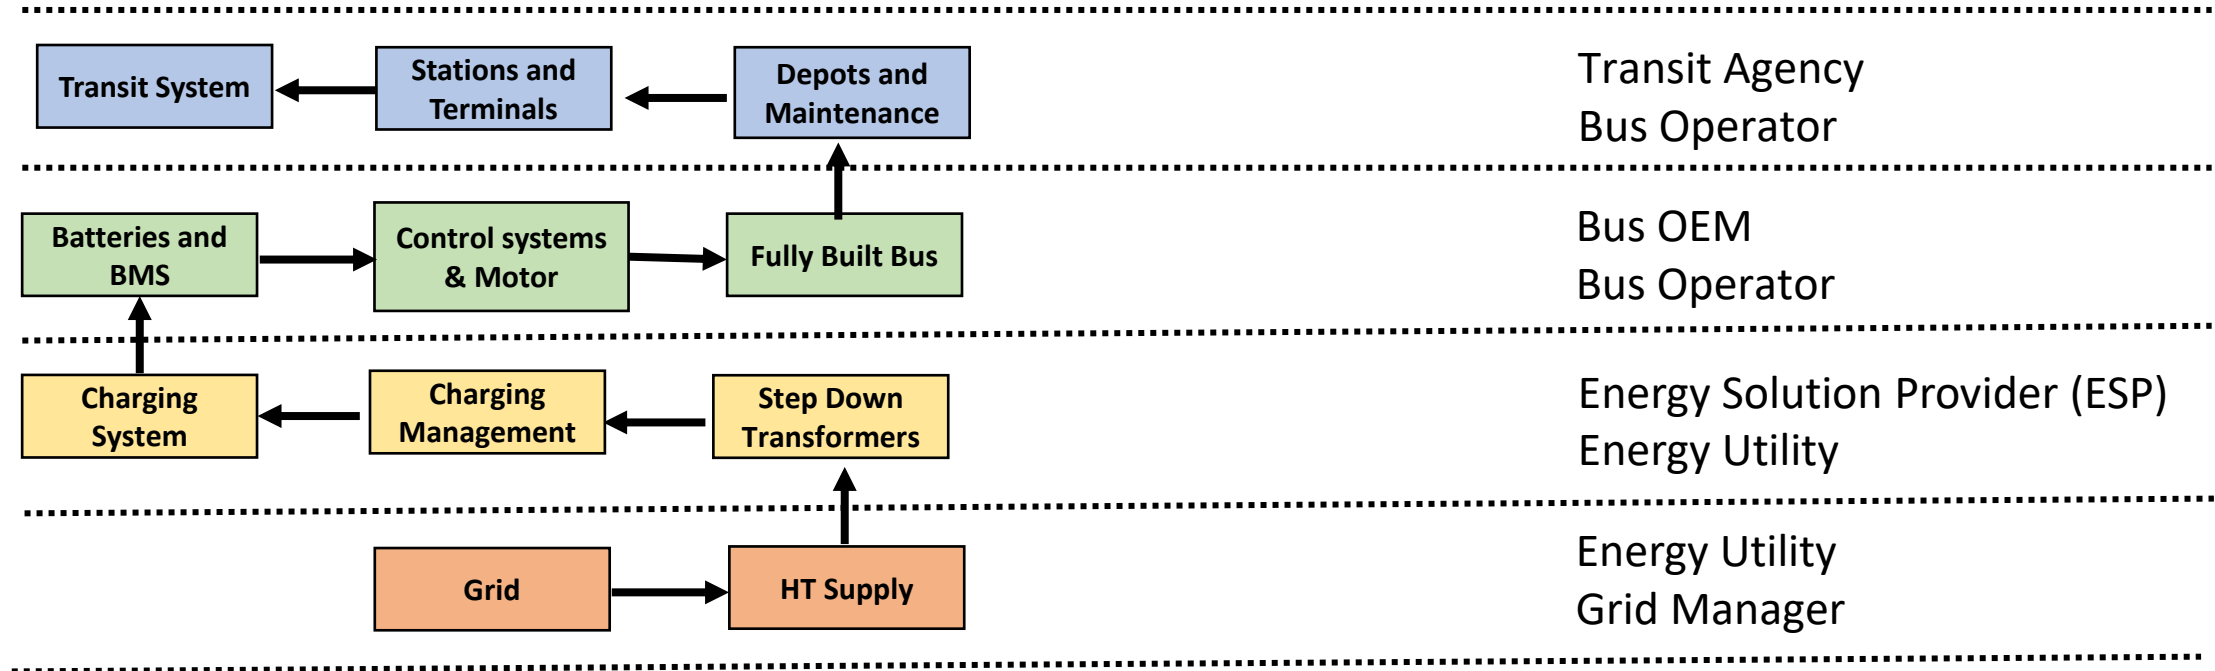 Transit System
Stations and
Terminals
Depots and
Maintenance
Transit Agency
Bus Operator
Batteries and
BMS
Control systems
& Motor
Fully Built Bus
Bus OEM
Bus Operator
Charging
System
Charging
Management
Step Down
Transformers
Energy Solution Provider (ESP)
Energy Utility
Grid
HT Supply
Energy Utility
Grid Manager